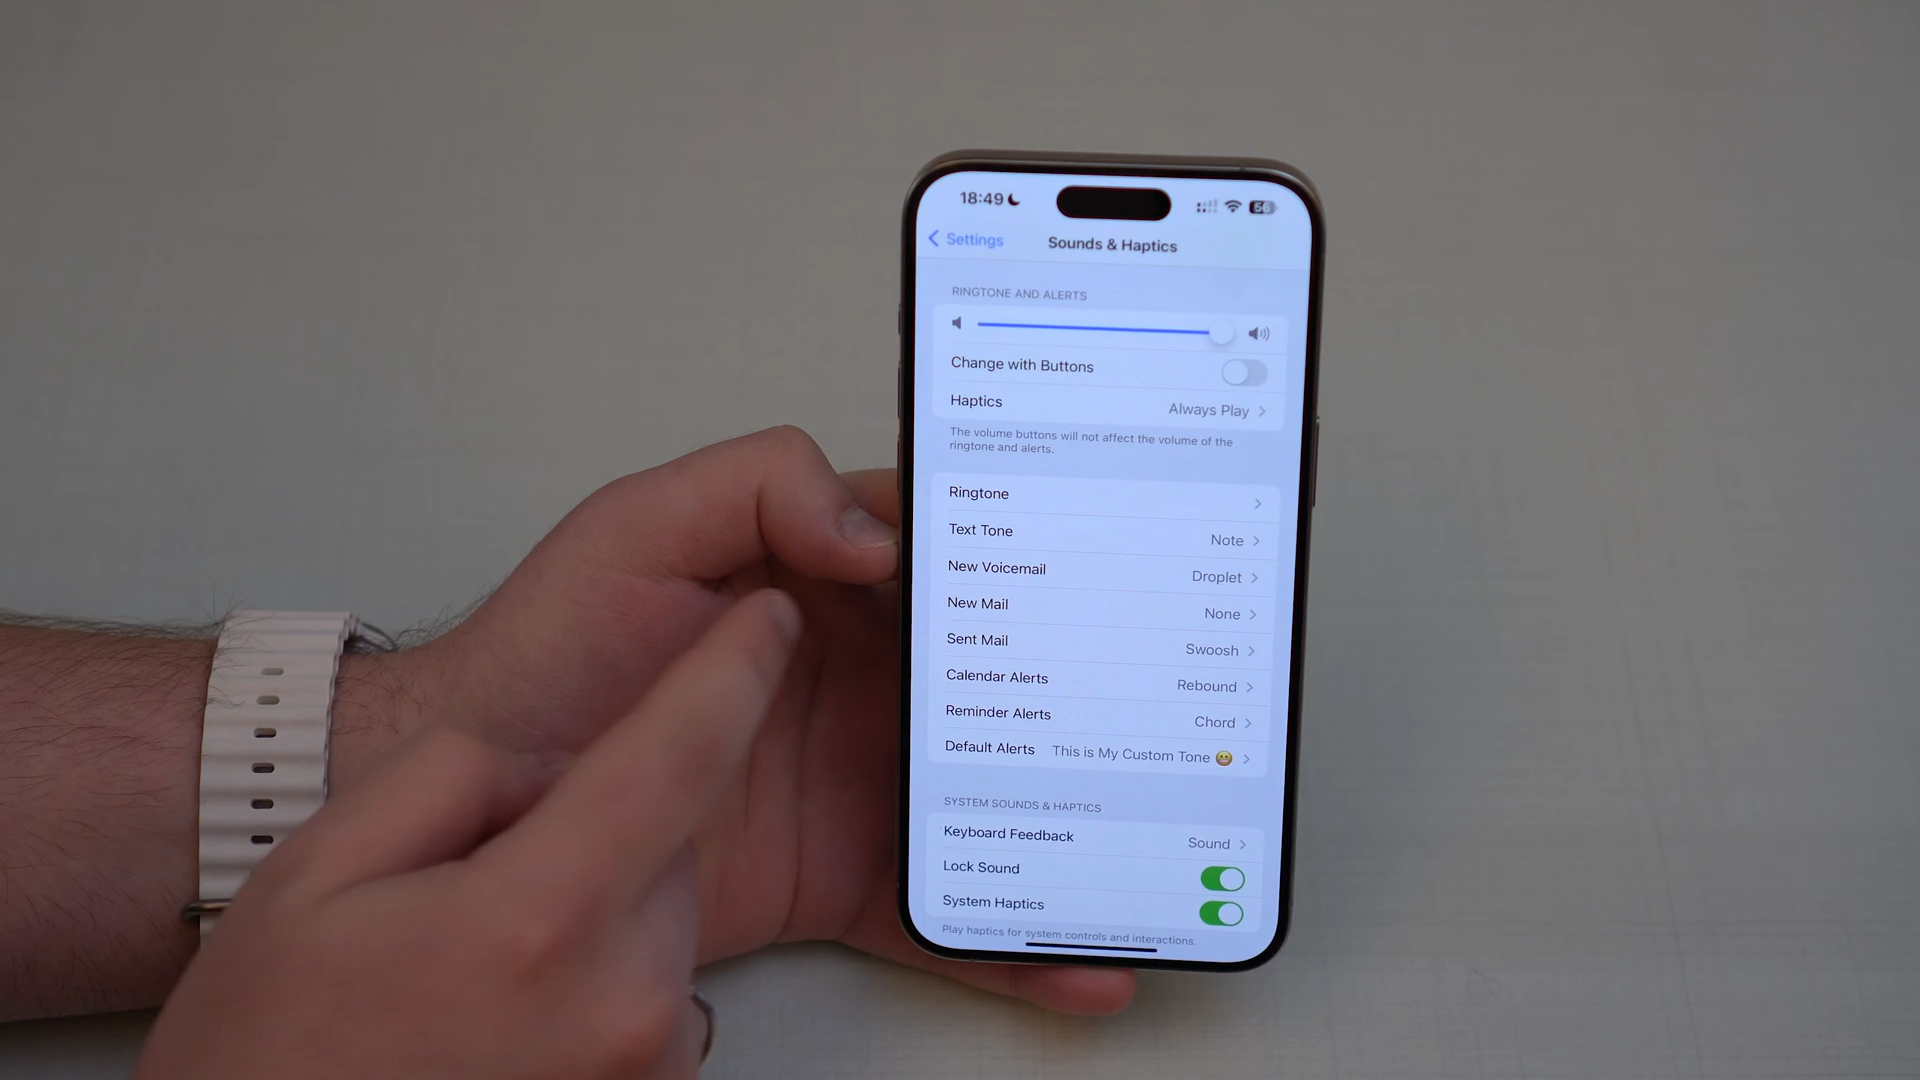 18:49 56
Settings Sounds & Haptics
RINGTONE AND ALERTS
Change with Buttons
Haptics Always Play
The volume buttons will not affect the volume of the
ringtone and alerts.
Ringtone
Text Tone Note
New Voicemail Droplet
New Mail None
Sent Mail Swoosh
Calendar Alerts Rebound
Reminder Alerts Chord
Default Alerts This is My Custom Tone 😬
SYSTEM SOUNDS & HAPTICS
Keyboard Feedback Sound
Lock Sound
System Haptics
Play haptics for system controls and interactions.